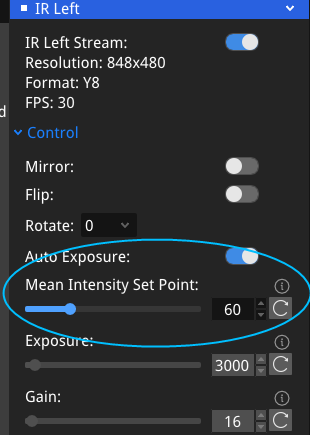 IR Left
IR Left Stream:
Resolution: 848x480
Format: Y8
FPS: 30
d
Control
Mirror:
Flip:
Rotate: 0
Auto Exposure:
Mean Intensity Set Point:
60
Exposure:
3000
Gain:
16